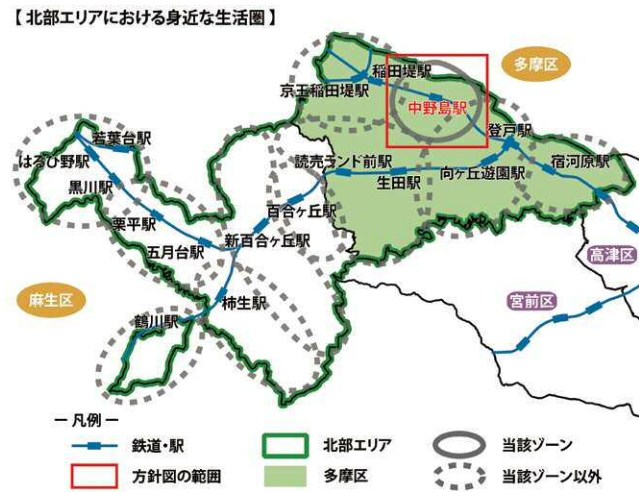 【北部エリアにおける身近な生活圏】
多摩区
稲田堤駅
京王稲田堤駅
中野島駅
登戸駅
宿河原駅
若葉台駅
はるひ野駅
黒川駅
読売ランド前駅
生田駅
向ヶ丘遊園駅
百合ヶ丘駅
栗平駅
新百合ヶ丘駅
五月台駅
高津区
麻生区
柿生駅
宮前区
鶴川駅
― 凡例 ―
鉄道・駅
北部エリア
当該ゾーン
方針図の範囲
多摩区
当該ゾーン以外